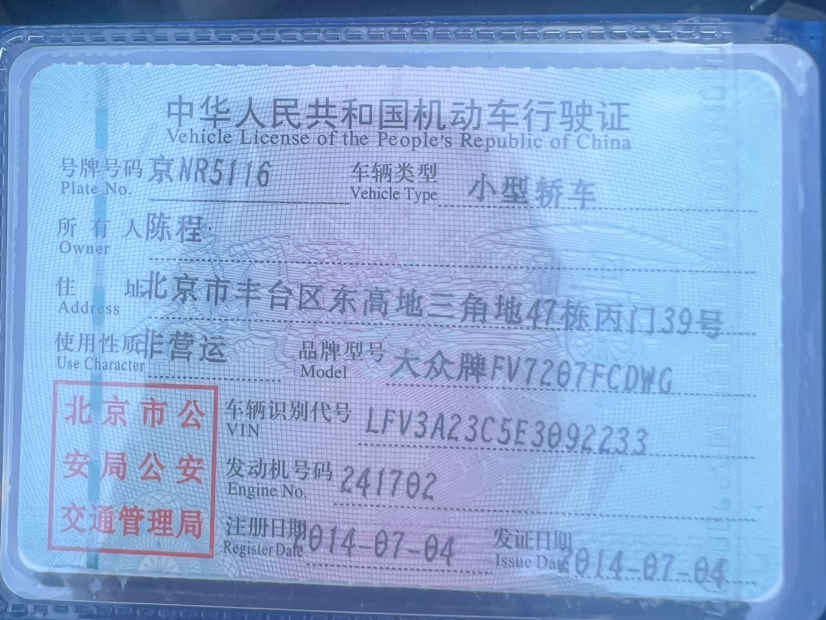 中华人民共和国机动车行驶证
Vehicle License of the People's Republic of China
号牌号码 京NR5116 车辆类型 小型轿车
Plate No. Vehicle Type
所有人 陈程
Owner
住址 北京市丰台区东高地三角地47栋丙门39号
Address
使用性质 非营运 品牌型号 大众牌FV7207FCDWG
Use Character Model
车辆识别代号 LFV3A23C5E3092233
VIN
发动机号码 241702
Engine No.
注册日期 2014-07-04 发证日期 2014-07-04
Register Date Issue Date
北京市公
安局公安
交通管理局